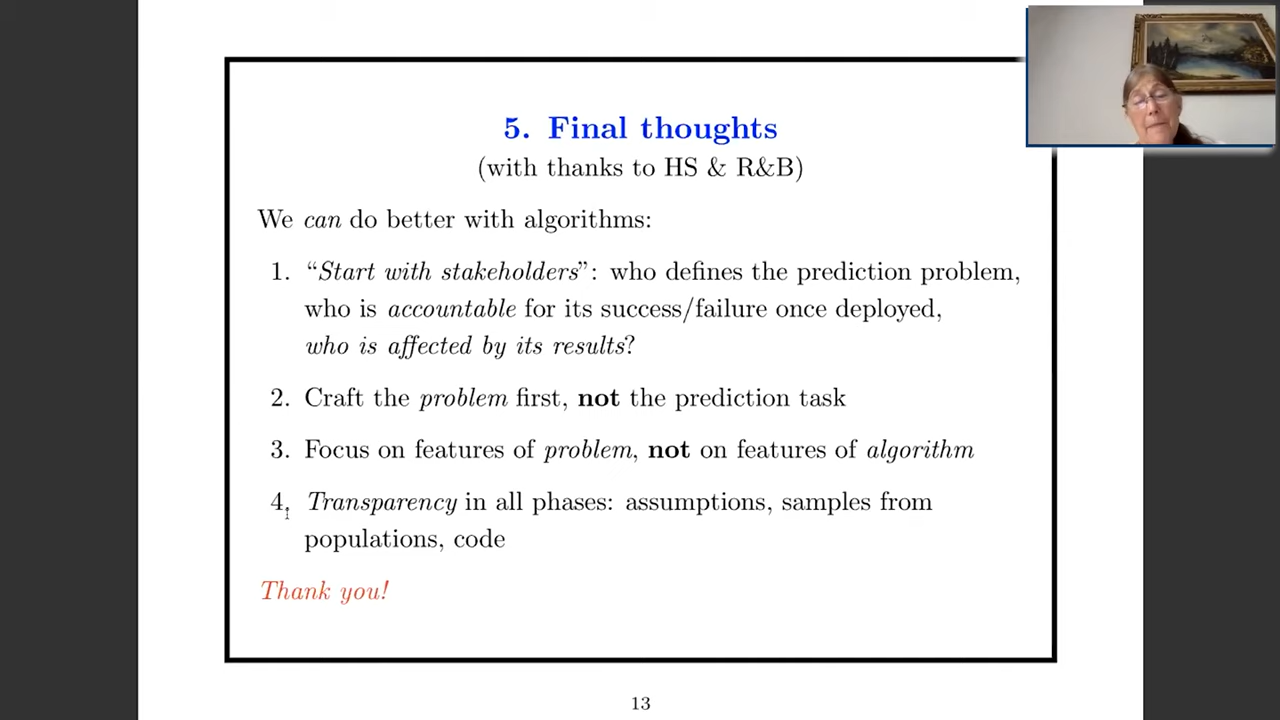 5. Final thoughts
(with thanks to HS & R&B)
We can do better with algorithms:
1. “Start with stakeholders”: who defines the prediction problem,
who is accountable for its success/failure once deployed,
who is affected by its results?
2. Craft the problem first, not the prediction task
3. Focus on features of problem, not on features of algorithm
4. Transparency in all phases: assumptions, samples from
populations, code
Thank you!
13